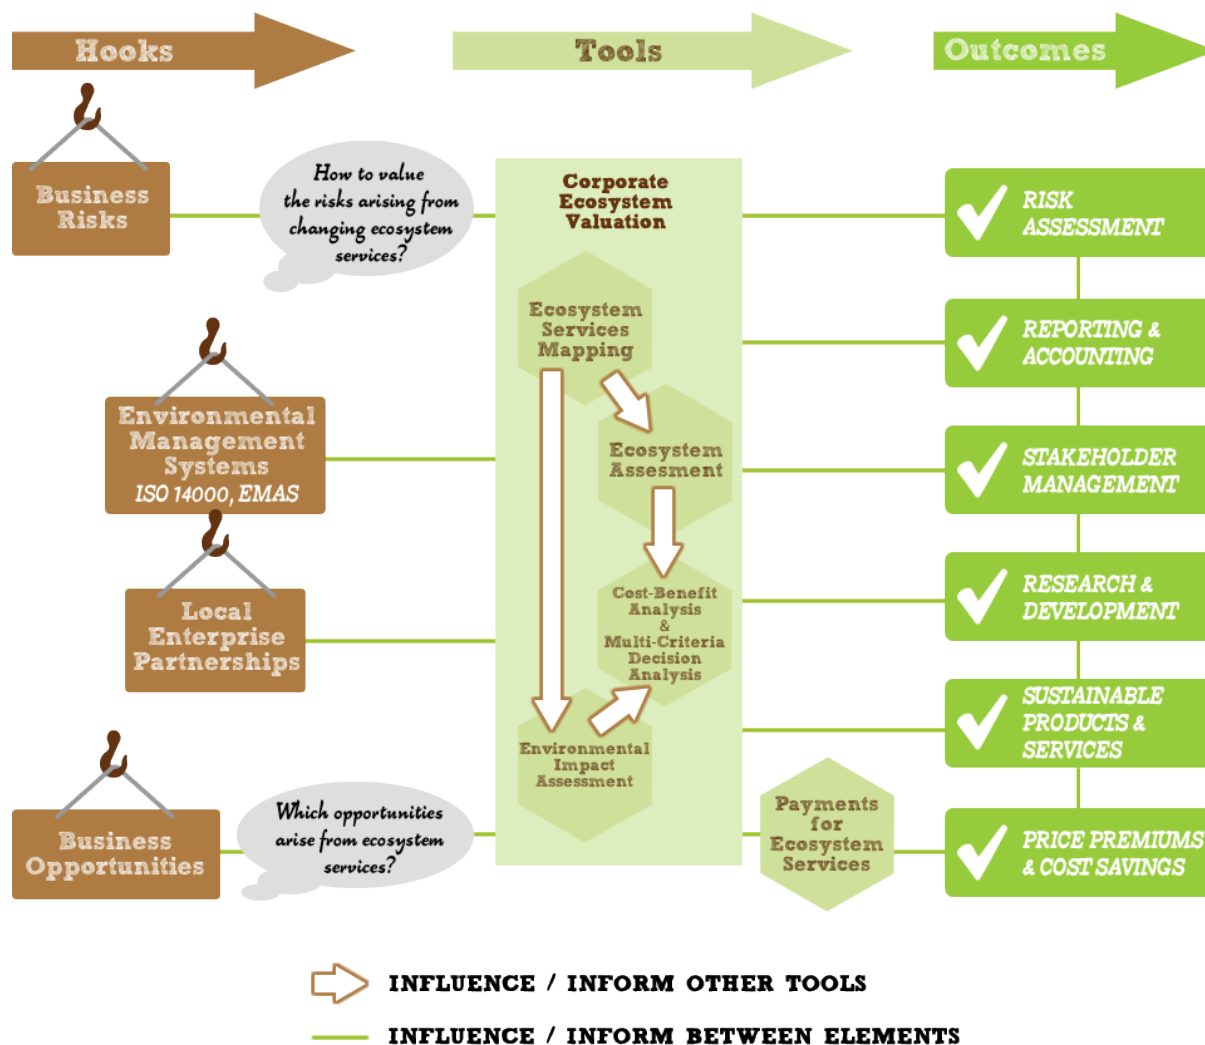 Hooks
Tools
Outcomes
Business
Risks
How to value
the risks arising from
changing ecosystem
services?
Corporate
Ecosystem
Valuation
RISK
ASSESSMENT
Ecosystem
Services
Mapping
REPORTING &
ACCOUNTING
Environmental
Management
Systems
ISO 14000, EMAS
Ecosystem
Assesment
STAKEHOLDER
MANAGEMENT
Local
Enterprise
Partnerships
Cost-Benefit
Analysis
&
Multi-Criteria
Decision
Analysis
RESEARCH &
DEVELOPMENT
Environmental
Impact
Assessment
SUSTAINABLE
PRODUCTS &
SERVICES
Business
Opportunities
Which opportunities
arise from ecosystem
services?
Payments
for
Ecosystem
Services
PRICE PREMIUMS
& COST SAVINGS
INFLUENCE / INFORM OTHER TOOLS
INFLUENCE / INFORM BETWEEN ELEMENTS